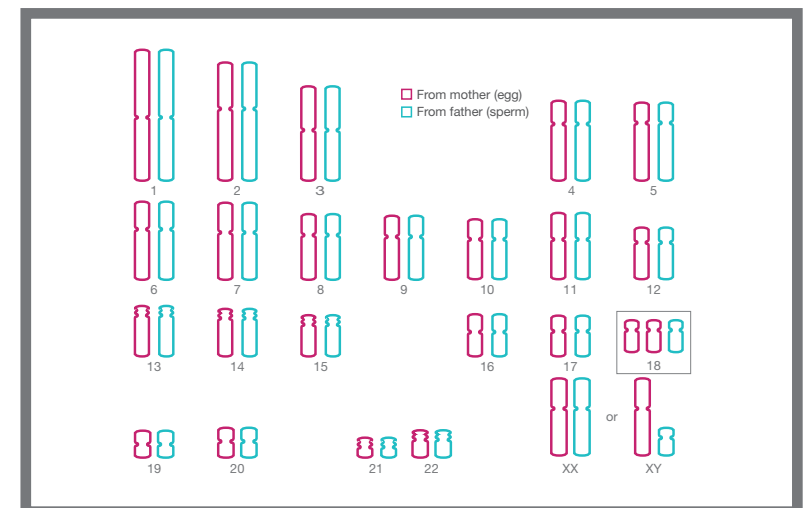 From mother (egg)
From father (sperm)
1 2 3 4 5
6 7 8 9 10 11 12
13 14 15 16 17 18
or
19 20 21 22 XX XY